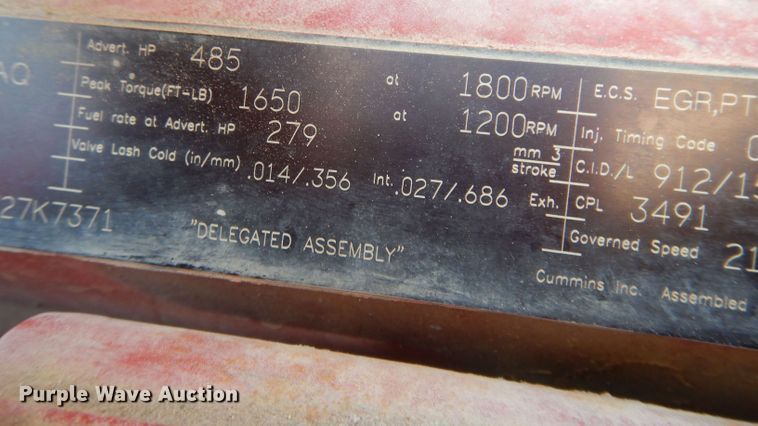 AQ
Advert. HP 485 at 1800 RPM
Peak Torque(FT-LB) 1650 at 1200 RPM
Fuel rate at Advert. HP 279 mm 3 stroke
Valve Lash Cold (in/mm) .014/.356 Int. .027/.686 Exh.
27K7371
"DELEGATED ASSEMBLY"
E.C.S. EGR,PT
Inj. Timing Code
C.I.D./L 912/15
CPL 3491
Governed Speed 21
Cummins Inc. Assembled
Purple Wave Auction